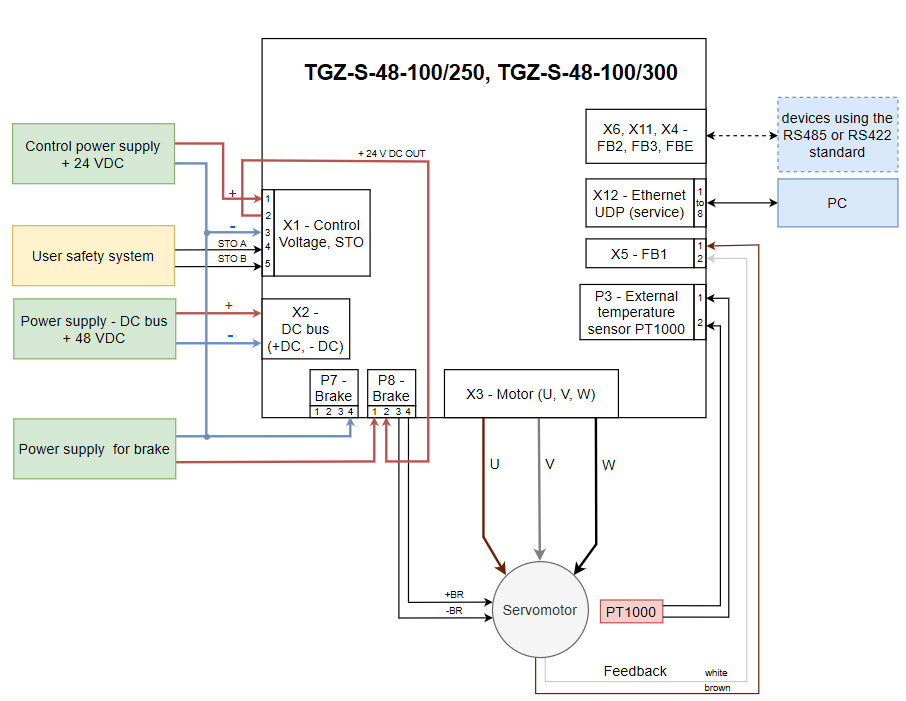 TGZ-S-48-100/250, TGZ-S-48-100/300
Control power supply
+ 24 VDC
+ 24 V DC OUT
X6, X11, X4 -
FB2, FB3, FBE
devices using the
RS485 or RS422
standard
+
-
1
2
3
4
5
X1 - Control
Voltage, STO
X12 - Ethernet
UDP (service)
1
to
8
PC
User safety system
STO A
STO B
X5 - FB1
1
2
Power supply - DC bus
+ 48 VDC
+
-
X2 -
DC bus
(+DC, - DC)
P3 - External
temperature
sensor PT1000
1
2
P7 -
Brake
1 2 3 4
P8 -
Brake
1 2 3 4
X3 - Motor (U, V, W)
Power supply for brake
U
V
W
+BR
-BR
Servomotor
PT1000
Feedback
white
brown